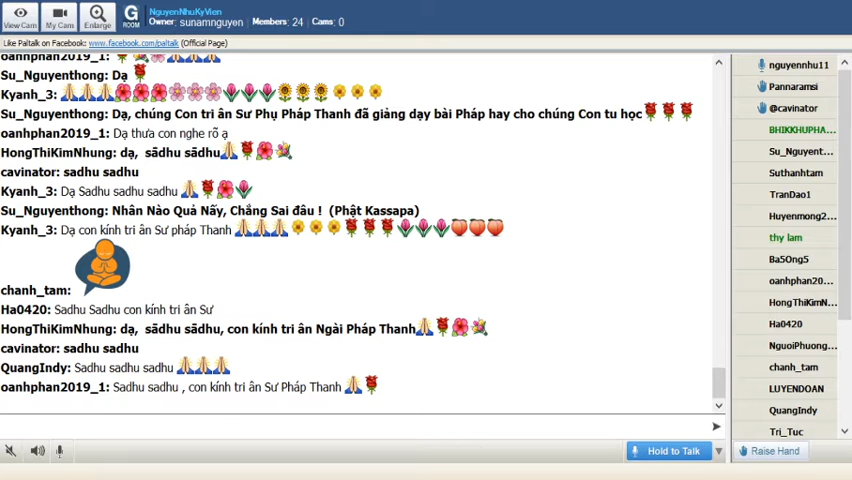 View Cam
My Cam
Enlarge
G ROOM
NguyenNhuKyVien
Owner: sunamnguyen Members: 24 Cams: 0
Like Paltalk on Facebook: www.facebook.com/paltalk (Official Page)
oanhphan2019_1:
Su_Nguyenthong: Dạ
Kyanh_3:
Su_Nguyenthong: Dạ, chúng Con tri ân Sư Phụ Pháp Thanh đã giảng dạy bài Pháp hay cho chúng Con tu học
oanhphan2019_1: Dạ thưa con nghe rõ ạ
HongThiKimNhung: dạ, sādhu sādhu
cavinator: sadhu sadhu
Kyanh_3: Dạ Sadhu sadhu sadhu
Su_Nguyenthong: Nhân Nào Quả Nấy, Chẳng Sai đâu ! (Phật Kassapa)
Kyanh_3: Dạ con kính tri ân Sư pháp Thanh
chanh_tam:
Ha0420: Sadhu Sadhu con kính tri ân Sư
HongThiKimNhung: dạ, sādhu sādhu, con kính tri ân Ngài Pháp Thanh
cavinator: sadhu sadhu
QuangIndy: Sadhu sadhu sadhu
oanhphan2019_1: Sadhu sadhu , con kính tri ân Sư Pháp Thanh
Hold to Talk
nguyennhu11
Pannaramsi
@cavinator
BHIKKHUPHA...
Su_Nguyent...
Suthanhtam
TranDao1
Huyenmong2...
thy lam
Ba5Ong5
oanhphan20...
HongThiKimN...
Ha0420
NguoiPhuong...
chanh_tam
LUYENDOAN
QuangIndy
Tri_Tuc
Raise Hand